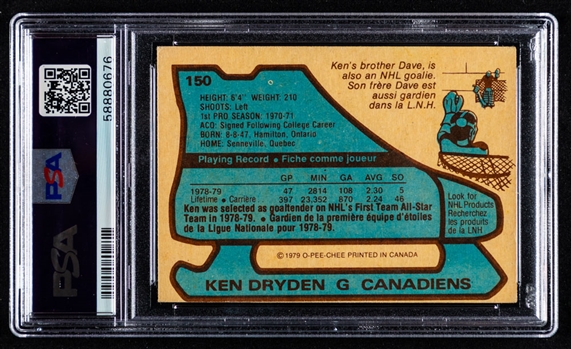 150
HEIGHT: 6'4" WEIGHT: 210
SHOOTS: Left
1st PRO SEASON: 1970-71
ACQ: Signed Following College Career
BORN: 8-8-47, Hamilton, Ontario
HOME: Senneville, Quebec
Playing Record • Fiche comme joueur
GP MIN GA AVG SO
1978-79 47 2814 108 2.30 5
Lifetime • Carrière 397 23,352 870 2.24 46
Ken was selected as goaltender on NHL's First Team All-Star
Team in 1978-79. • Gardien de la première équipe d'étoiles
de la Ligue Nationale pour 1978-79.
© 1979 O-PEE-CHEE PRINTED IN CANADA
KEN DRYDEN G CANADIENS
Ken's brother Dave, is
also an NHL goalie.
Son frère Dave est
aussi gardien
dans la L.N.H.
Look for
NHL Products
Recherchez
les produits
de la LNH
58880676
PSA
PSA